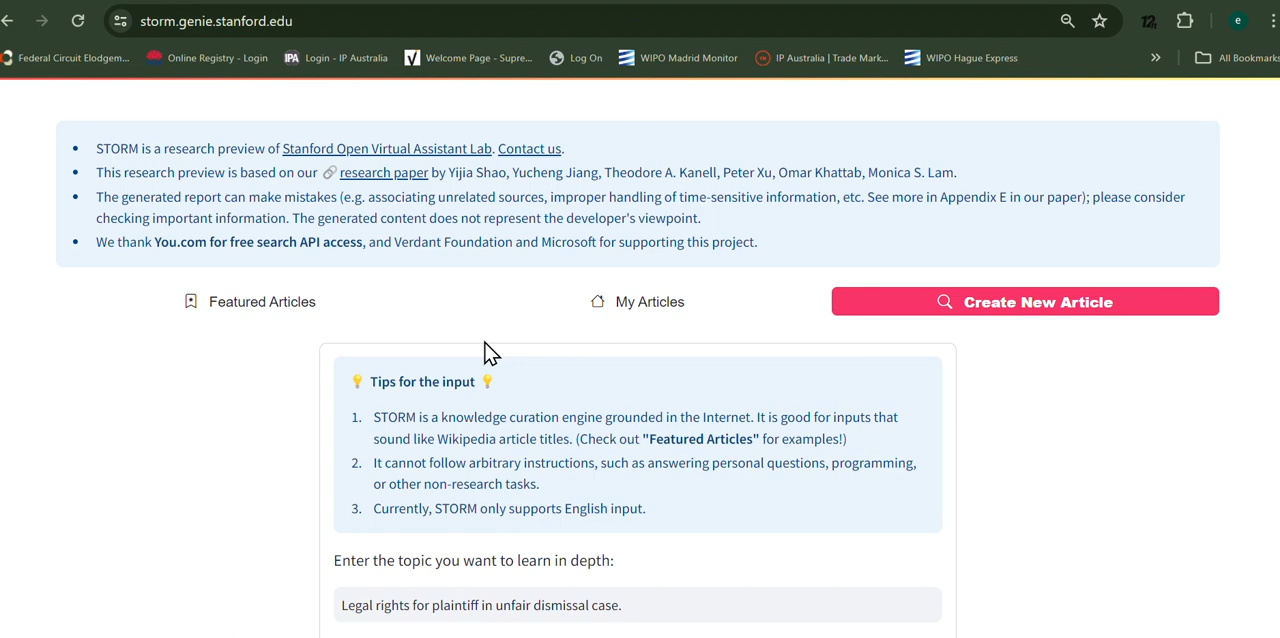 storm.genie.stanford.edu
e
Federal Circuit Elodgem... Online Registry - Login IPA Login - IP Australia Welcome Page - Supre... Log On WIPO Madrid Monitor IP Australia | Trade Mark... WIPO Hague Express » All Bookmarks
• STORM is a research preview of Stanford Open Virtual Assistant Lab. Contact us.
• This research preview is based on our 🔗 research paper by Yijia Shao, Yucheng Jiang, Theodore A. Kanell, Peter Xu, Omar Khattab, Monica S. Lam.
• The generated report can make mistakes (e.g. associating unrelated sources, improper handling of time-sensitive information, etc. See more in Appendix E in our paper); please consider
checking important information. The generated content does not represent the developer's viewpoint.
• We thank You.com for free search API access, and Verdant Foundation and Microsoft for supporting this project.
Featured Articles My Articles Create New Article
💡 Tips for the input 💡
1. STORM is a knowledge curation engine grounded in the Internet. It is good for inputs that
sound like Wikipedia article titles. (Check out "Featured Articles" for examples!)
2. It cannot follow arbitrary instructions, such as answering personal questions, programming,
or other non-research tasks.
3. Currently, STORM only supports English input.
Enter the topic you want to learn in depth:
Legal rights for plaintiff in unfair dismissal case.